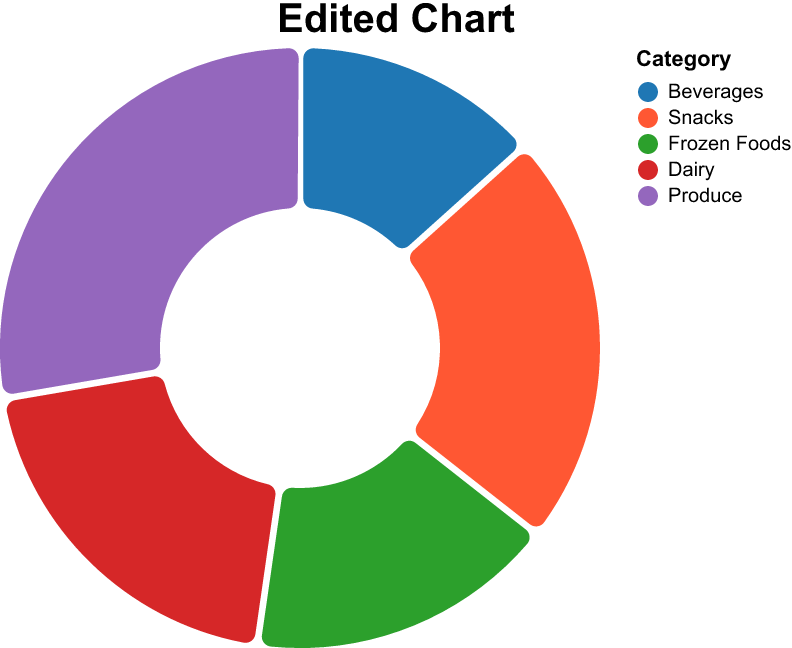 Edited Chart
Category
Beverages
Snacks
Frozen Foods
Dairy
Produce